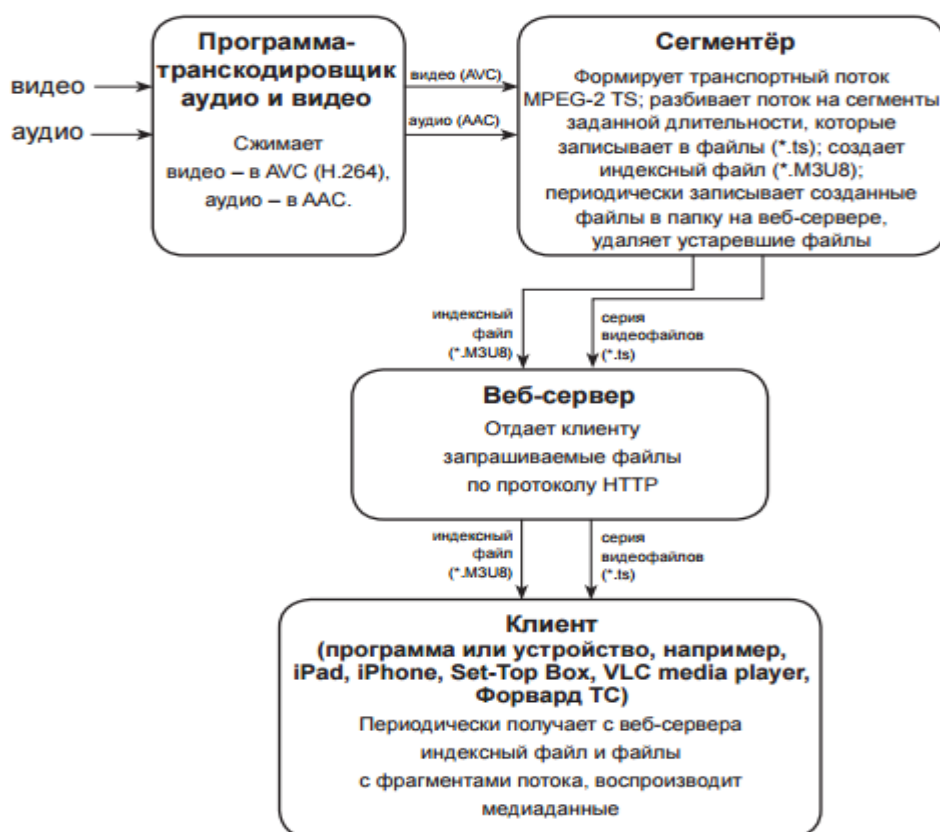 видео
аудио
Программа-
транскодировщик
аудио и видео
Сжимает
видео – в AVC (H.264),
аудио – в AAC.
видео (AVC)
аудио (AAC)
Сегментёр
Формирует транспортный поток
MPEG-2 TS; разбивает поток на сегменты
заданной длительности, которые
записывает в файлы (*.ts); создает
индексный файл (*.M3U8);
периодически записывает созданные
файлы в папку на веб-сервере,
удаляет устаревшие файлы
индексный
файл
(*.M3U8)
серия
видеофайлов
(*.ts)
Веб-сервер
Отдает клиенту
запрашиваемые файлы
по протоколу HTTP
индексный
файл
(*.M3U8)
серия
видеофайлов
(*.ts)
Клиент
(программа или устройство, например,
iPad, iPhone, Set-Top Box, VLC media player,
Форвард ТС)
Периодически получает с веб-сервера
индексный файл и файлы
с фрагментами потока, воспроизводит
медиаданные